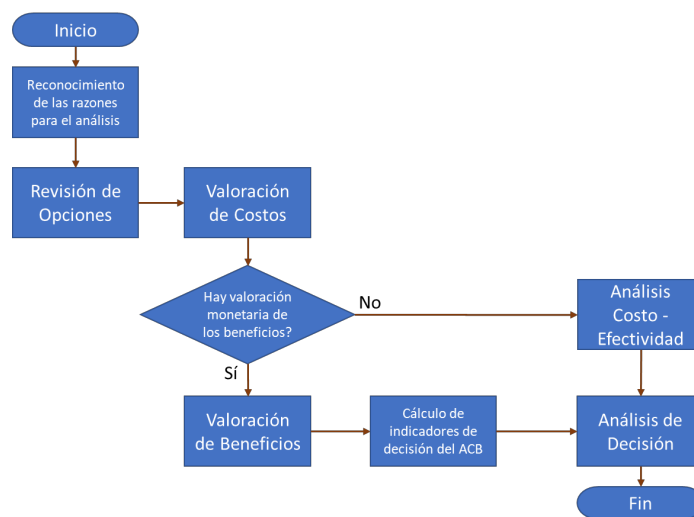 Inicio
Reconocimiento
de las razones
para el análisis
Revisión de
Opciones
Valoración
de Costos
Hay valoración
monetaria de
los beneficios?
No
Análisis
Costo -
Efectividad
Sí
Valoración
de Beneficios
Cálculo de
indicadores de
decisión del ACB
Análisis de
Decisión
Fin